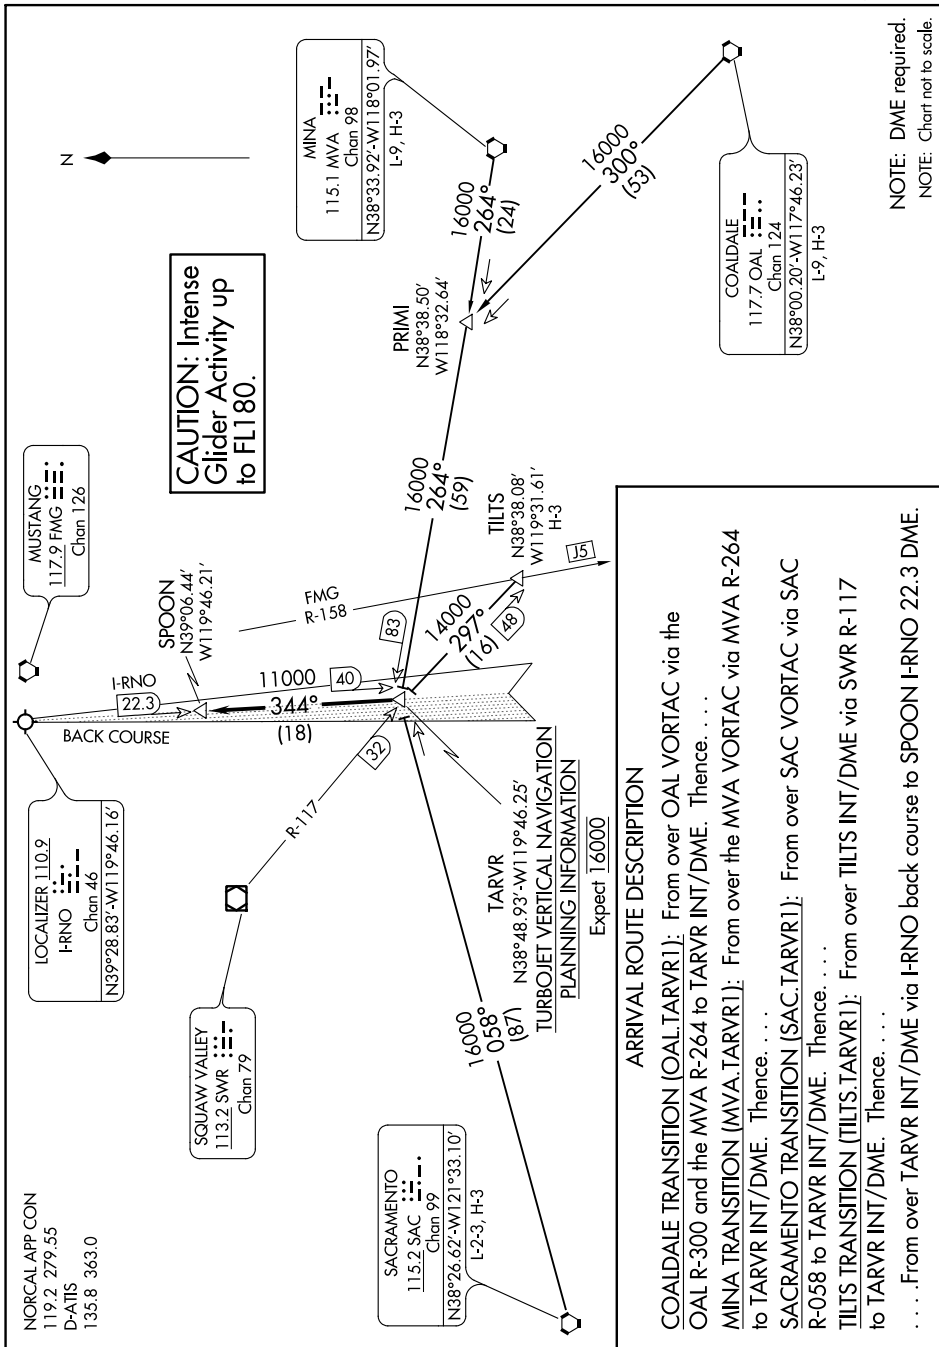 NORCAL APP CON
119.2 279.55
D-ATIS
135.8 363.0
LOCALIZER 110.9
I-RNO
Chan 46
N39°28.83'-W119°46.16'
MUSTANG
117.9 FMG
Chan 126
N
CAUTION: Intense
Glider Activity up
to FL180.
MINA
115.1 MVA
Chan 98
N38°33.92'-W118°01.97'
L-9, H-3
SQUAW VALLEY
113.2 SWR
Chan 79
BACK COURSE
I-RNO
22.3
SPOON
N39°06.44'
W119°46.21'
11000
40
344°
(18)
R-117
32
FMG
R-158
83
14000
297°
(16)
48
J5
TILTS
N38°38.08'
W119°31.61'
H-3
16000
264°
(59)
PRIMI
N38°38.50'
W118°32.64'
16000
264°
(24)
16000
300°
(53)
COALDALE
117.7 OAL
Chan 124
N38°00.20'-W117°46.23'
L-9, H-3
SACRAMENTO
115.2 SAC
Chan 99
N38°26.62'-W121°33.10'
L-2-3, H-3
16000
058°
(87)
TARVR
N38°48.93'-W119°46.25'
TURBOJET VERTICAL NAVIGATION
PLANNING INFORMATION
Expect 16000
NOTE: DME required.
NOTE: Chart not to scale.
ARRIVAL ROUTE DESCRIPTION
COALDALE TRANSITION (OAL.TARVR1): From over OAL VORTAC via the
OAL R-300 and the MVA R-264 to TARVR INT/DME. Thence. . . .
MINA TRANSITION (MVA.TARVR1): From over the MVA VORTAC via MVA R-264
to TARVR INT/DME. Thence. . . .
SACRAMENTO TRANSITION (SAC.TARVR1): From over SAC VORTAC via SAC
R-058 to TARVR INT/DME. Thence. . . .
TILTS TRANSITION (TILTS.TARVR1): From over TILTS INT/DME via SWR R-117
to TARVR INT/DME. Thence. . . .
. . . .From over TARVR INT/DME via I-RNO back course to SPOON I-RNO 22.3 DME.